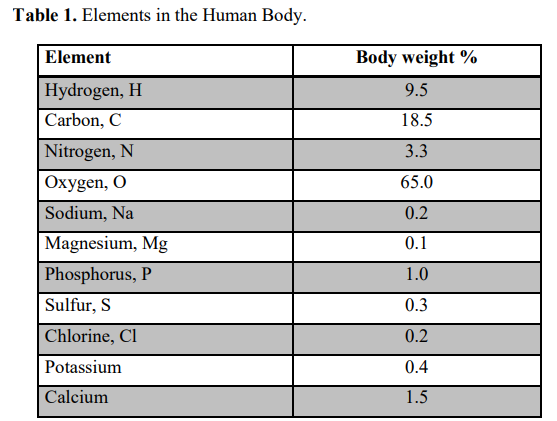 Table 1. Elements in the Human Body.
Element Body weight %
Hydrogen, H 9.5
Carbon, C 18.5
Nitrogen, N 3.3
Oxygen, O 65.0
Sodium, Na 0.2
Magnesium, Mg 0.1
Phosphorus, P 1.0
Sulfur, S 0.3
Chlorine, Cl 0.2
Potassium 0.4
Calcium 1.5